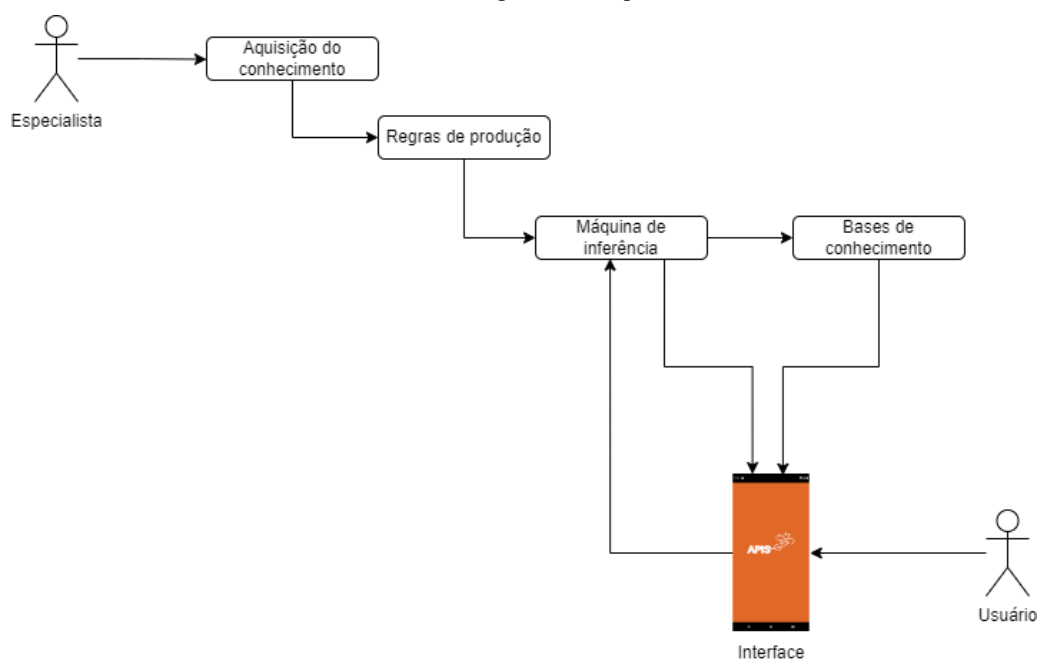 Especialista
Aquisição do
conhecimento
Regras de produção
Máquina de
inferência
Bases de
conhecimento
APIS
Interface
Usuário